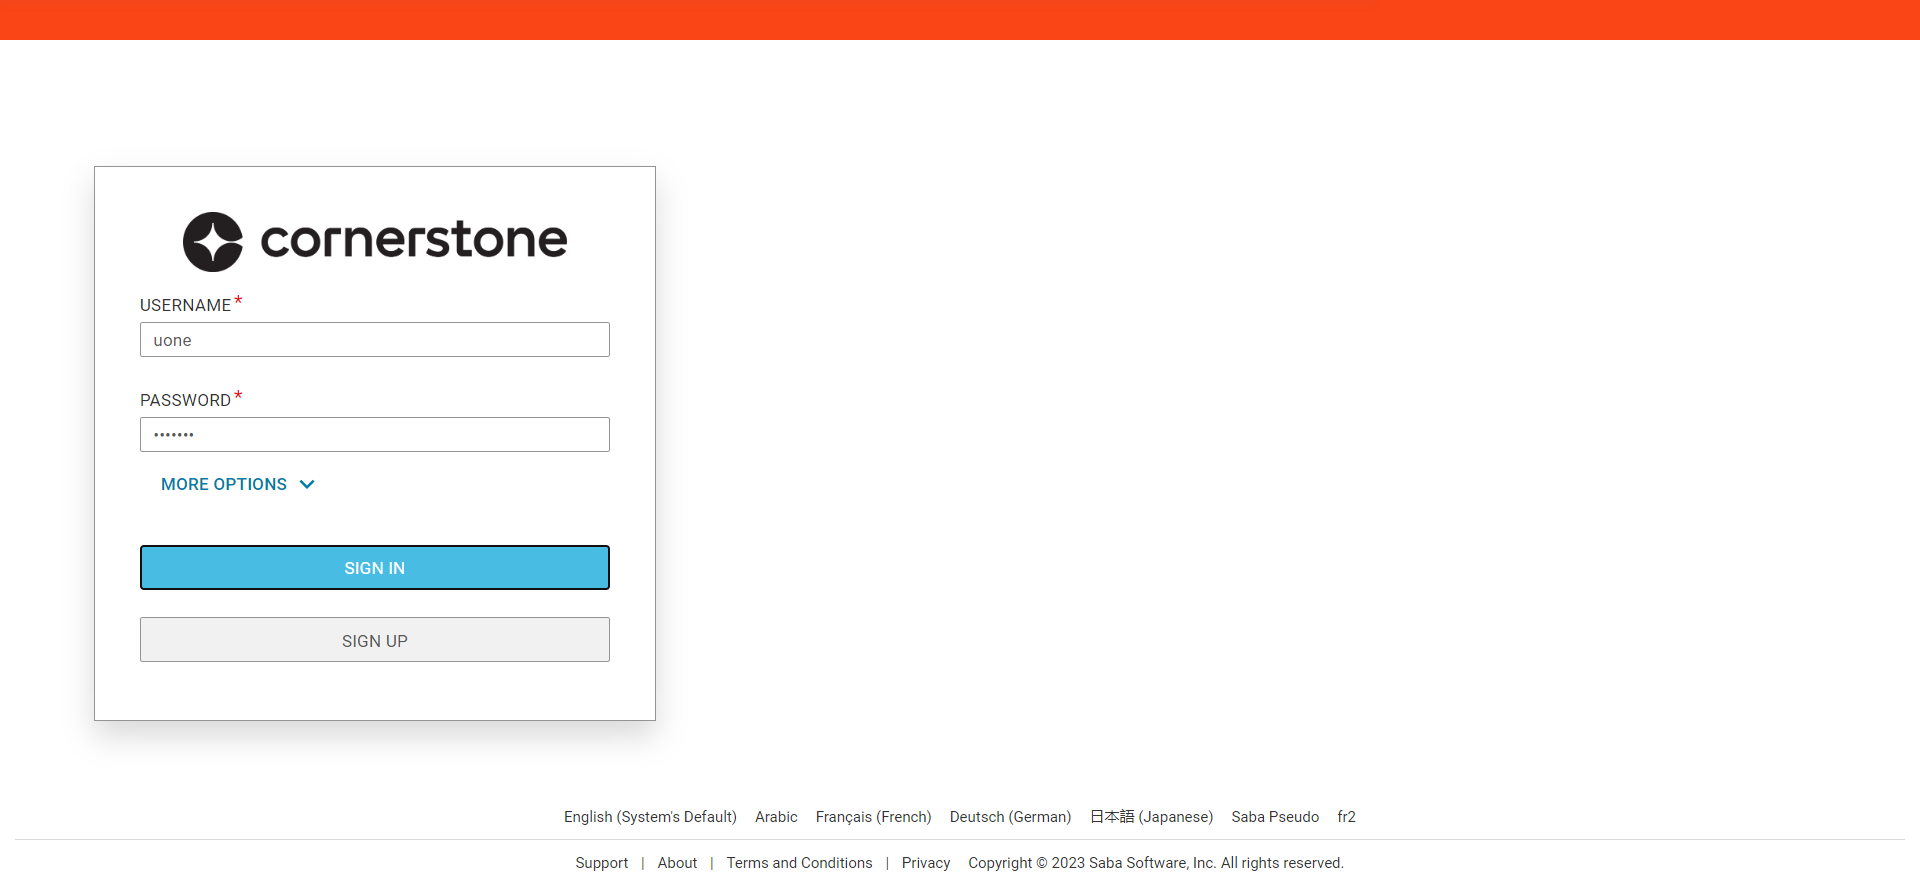 cornerstone
USERNAME*
uone
PASSWORD*
•••••••
MORE OPTIONS
SIGN IN
SIGN UP
English (System's Default) Arabic Français (French) Deutsch (German) 日本語 (Japanese) Saba Pseudo fr2
Support | About | Terms and Conditions | Privacy Copyright © 2023 Saba Software, Inc. All rights reserved.